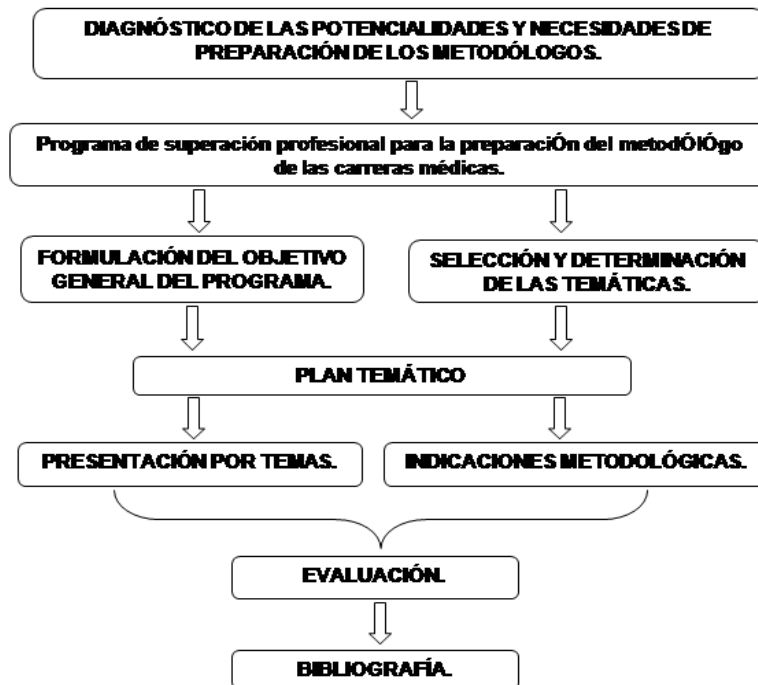 DIAGNÓSTICO DE LAS POTENCIALIDADES Y NECESIDADES DE
PREPARACIÓN DE LOS METODÓLOGOS.
Programa de superación profesional para la preparaciÓn del metodÓlÓgo
de las carreras médicas.
FORMULACIÓN DEL OBJETIVO
GENERAL DEL PROGRAMA.
SELECCIÓN Y DETERMINACIÓN
DE LAS TEMÁTICAS.
PLAN TEMÁTICO
PRESENTACIÓN POR TEMAS.
INDICACIONES METODOLÓGICAS.
EVALUACIÓN.
BIBLIOGRAFÍA.